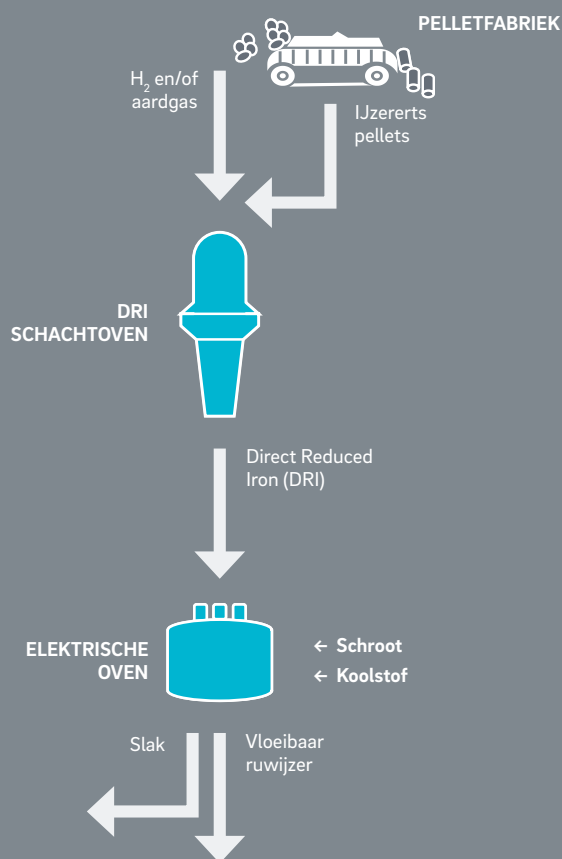 PELLETFABRIEK
H₂ en/of
aardgas
IJzererts
pellets
DRI
SCHACHTOVEN
Direct Reduced
Iron (DRI)
ELEKTRISCHE
OVEN
← Schroot
← Koolstof
Slak
Vloeibaar
ruwijzer